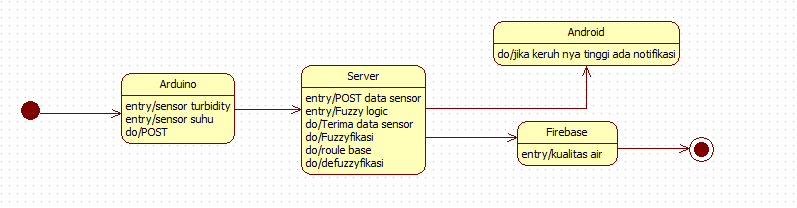 Android
do/jika keruh nya tinggi ada notifikasi
Arduino
entry/sensor turbidity
entry/sensor suhu
do/POST
Server
entry/POST data sensor
entry/Fuzzy logic
do/Terima data sensor
do/Fuzzyfikasi
do/roule base
do/defuzzyfikasi
Firebase
entry/kualitas air